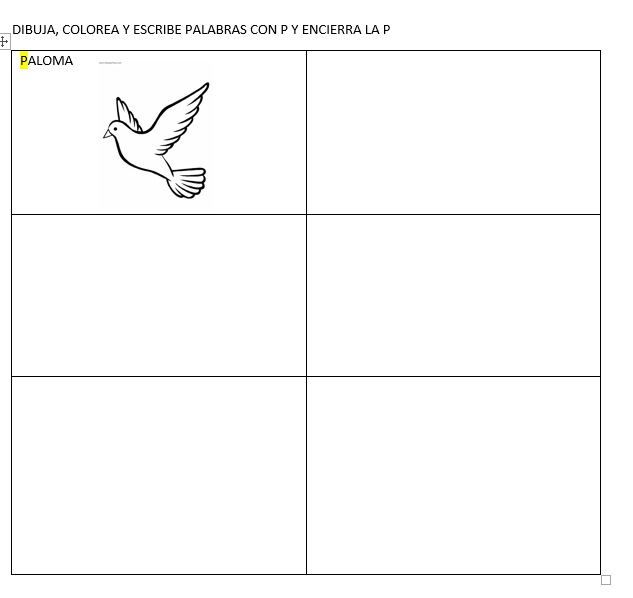 DIBUJA, COLOREA Y ESCRIBE PALABRAS CON P Y ENCIERRA LA P
PALOMA